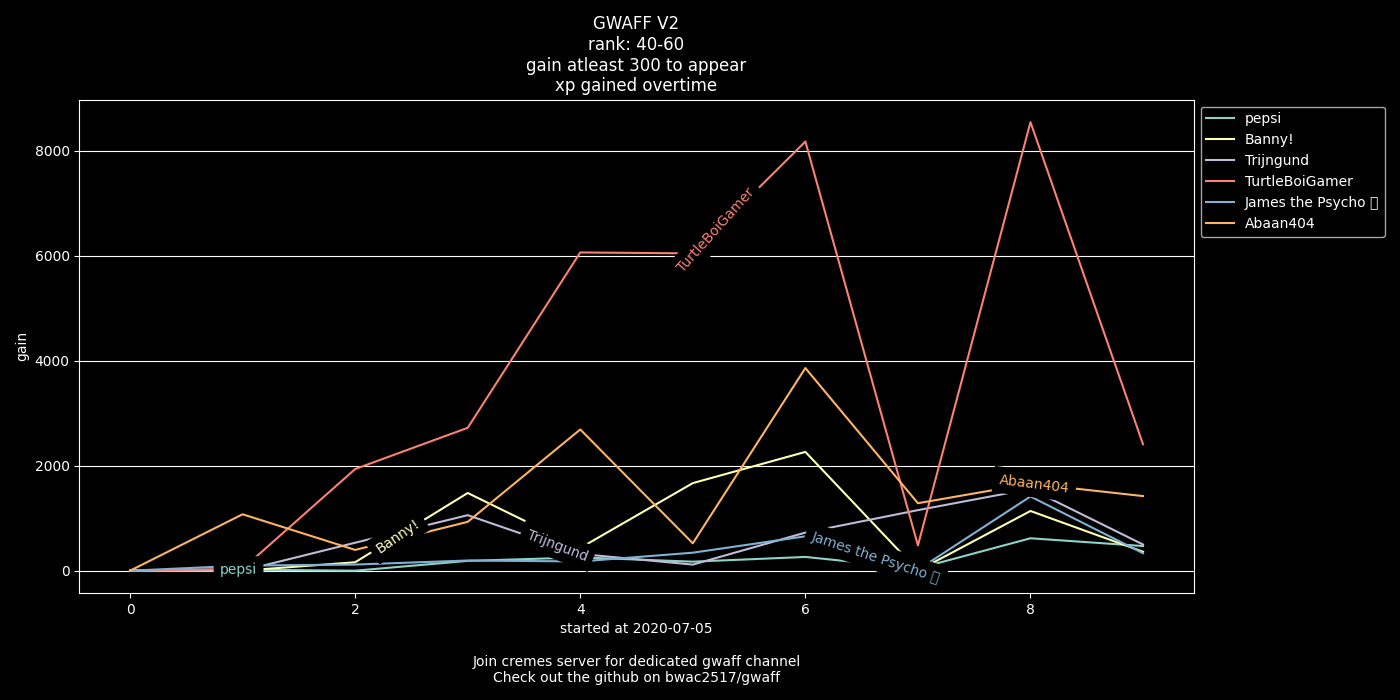 GWAFF V2
rank: 40-60
gain atleast 300 to appear
xp gained overtime
pepsi
Banny!
Trijngund
TurtleBoiGamer
James the Psycho
Abaan404
8000
6000
4000
2000
0
gain
TurtleBoiGamer
Abaan404
Banny!
Trijngund
James the Psycho
pepsi
0 2 4 6 8
started at 2020-07-05
Join cremes server for dedicated gwaff channel
Check out the github on bwac2517/gwaff